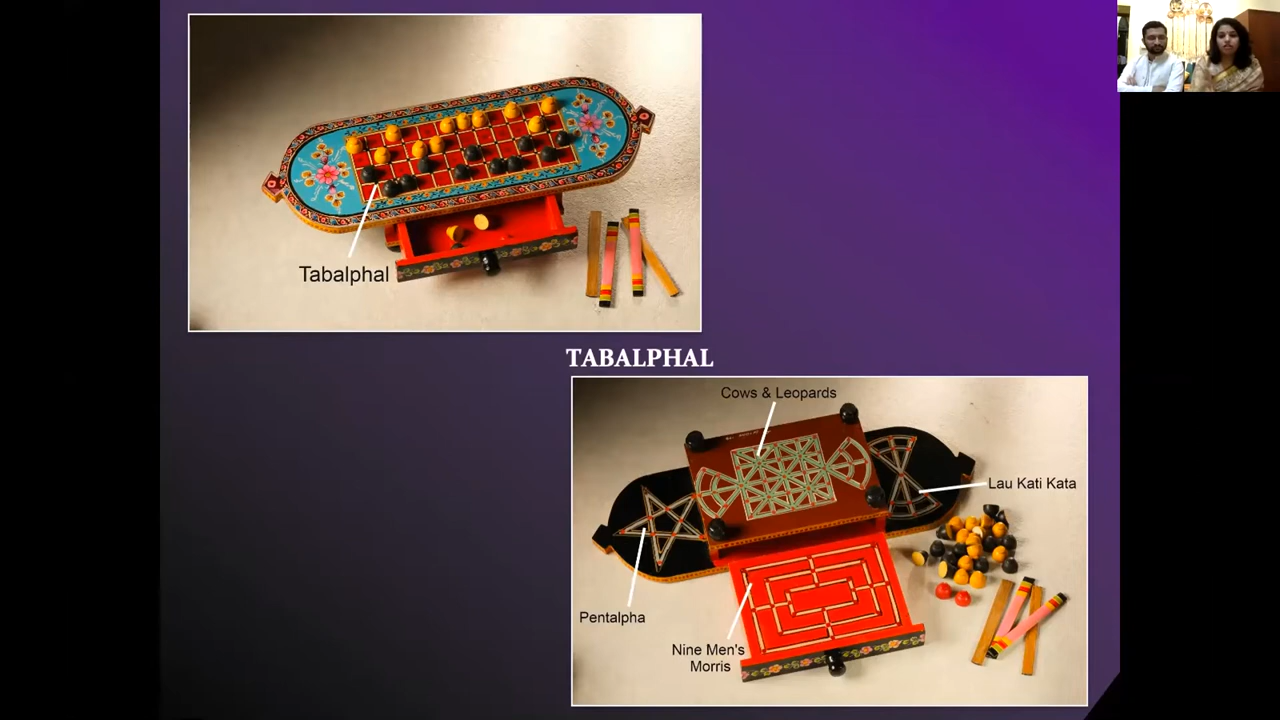 Tabalphal
TABALPHAL
Cows & Leopards
Lau Kati Kata
Pentalpha
Nine Men's
Morris